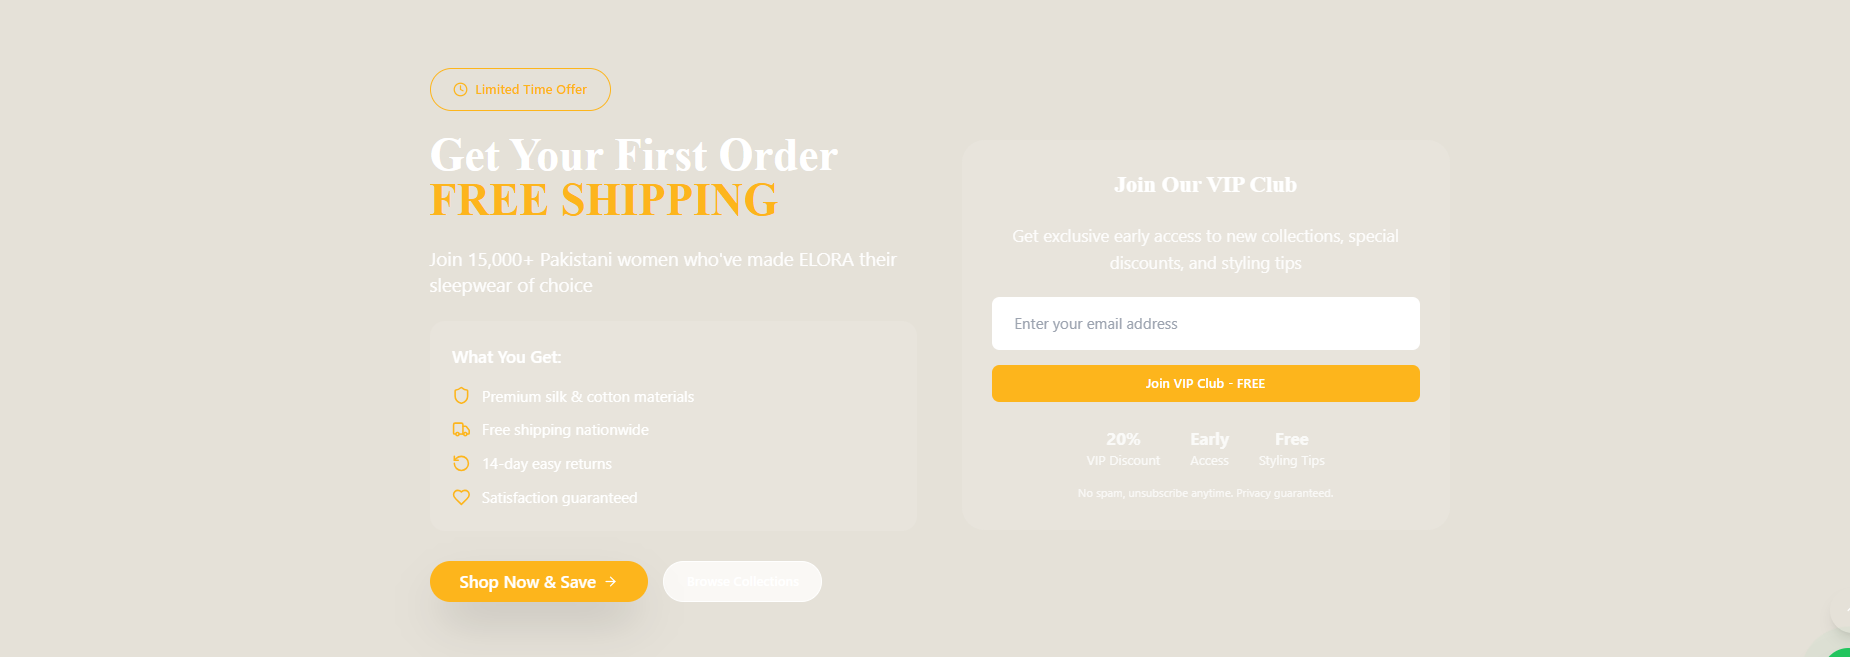 Limited Time Offer
Get Your First Order
FREE SHIPPING
Join 15,000+ Pakistani women who've made ELORA their
sleepwear of choice
What You Get:
Premium silk & cotton materials
Free shipping nationwide
14-day easy returns
Satisfaction guaranteed
Shop Now & Save
Browse Collections
Join Our VIP Club
Get exclusive early access to new collections, special
discounts, and styling tips
Enter your email address
Join VIP Club - FREE
20% Early Free
VIP Discount Access Styling Tips
No spam, unsubscribe anytime. Privacy guaranteed.